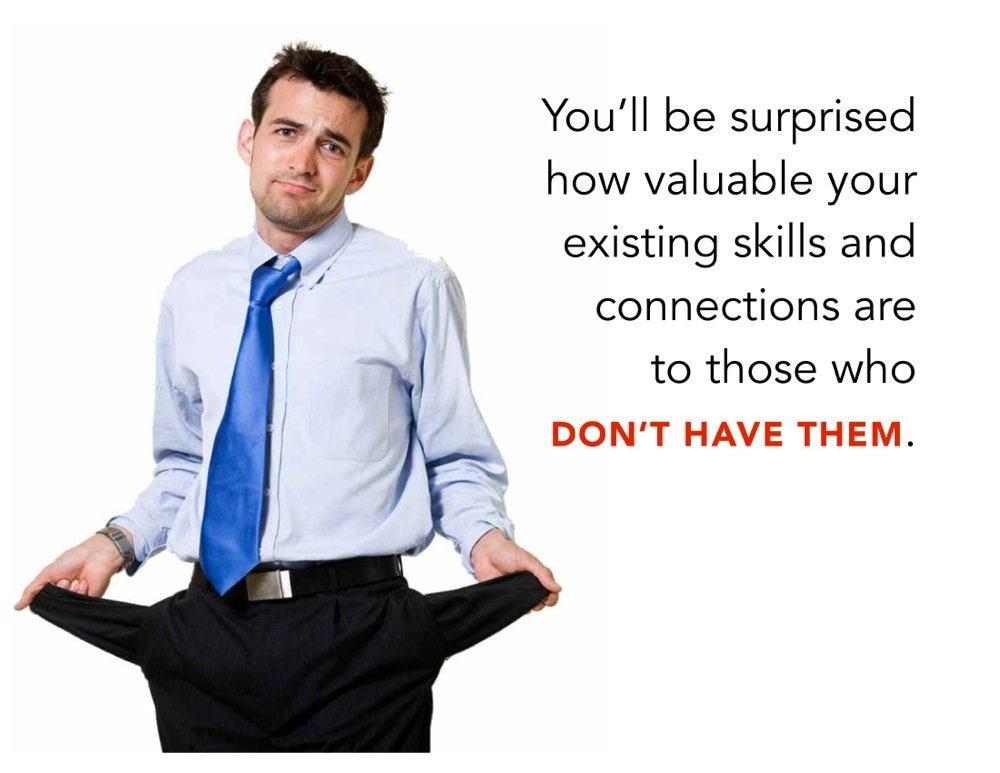 You’ll be surprised
how valuable your
existing skills and
connections are
to those who
DON’T HAVE THEM.